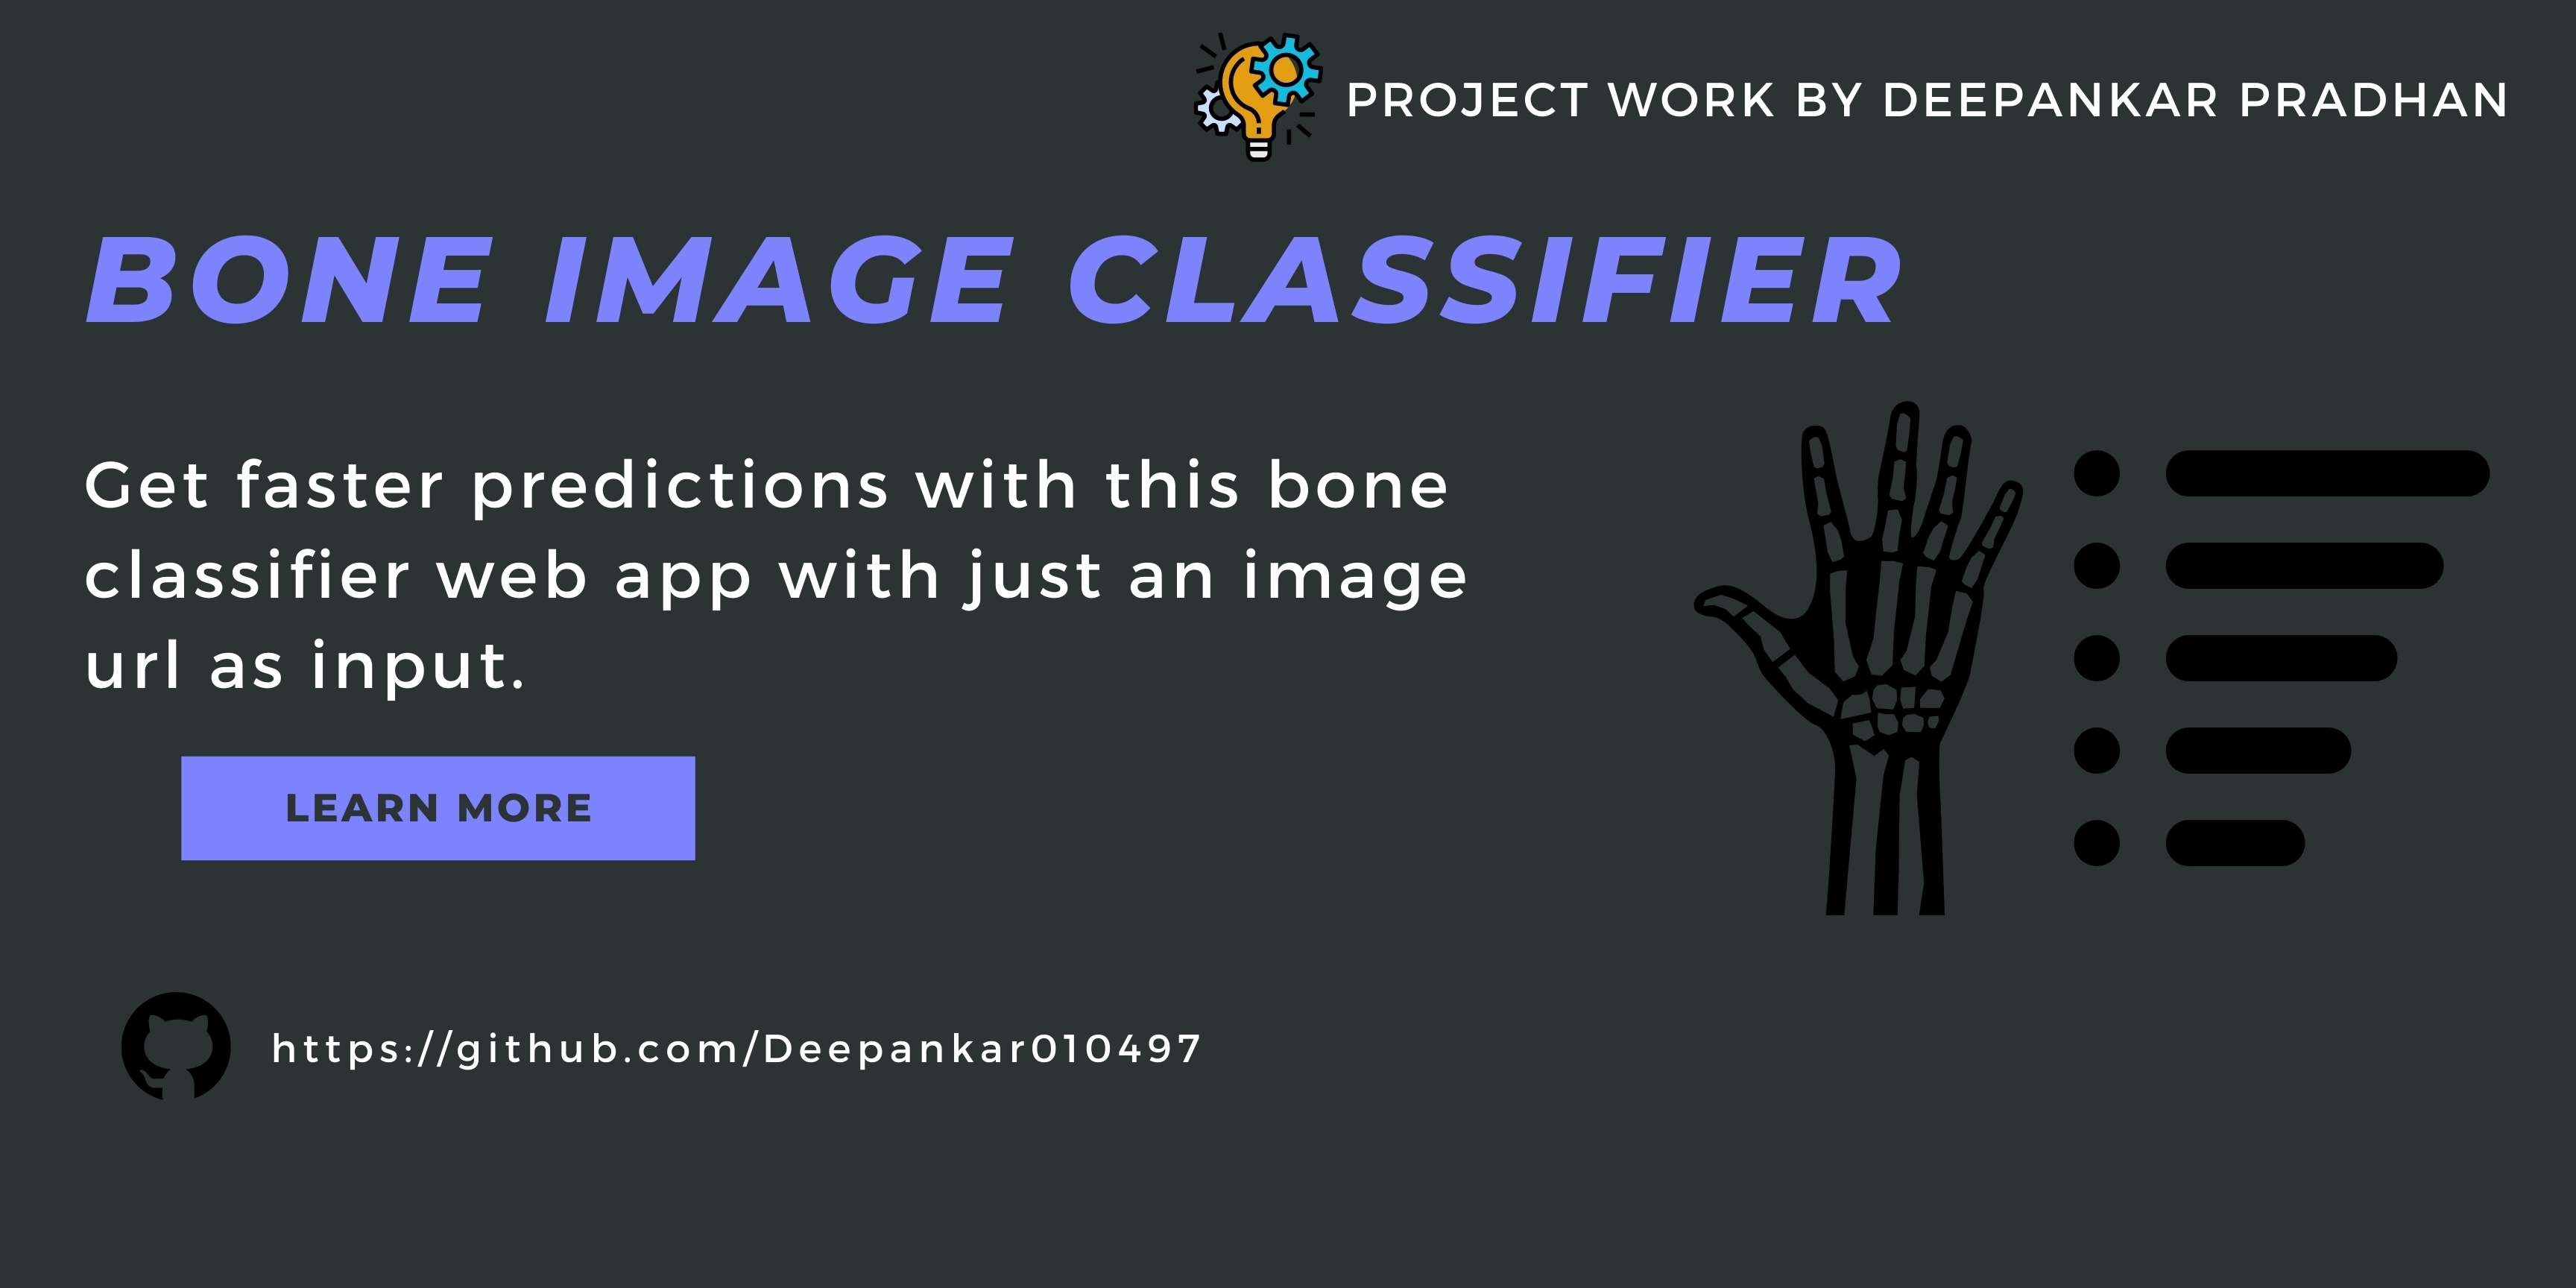 PROJECT WORK BY DEEPANKAR PRADHAN
BONE IMAGE CLASSIFIER
Get faster predictions with this bone
classifier web app with just an image
url as input.
LEARN MORE
https://github.com/Deepankar010497